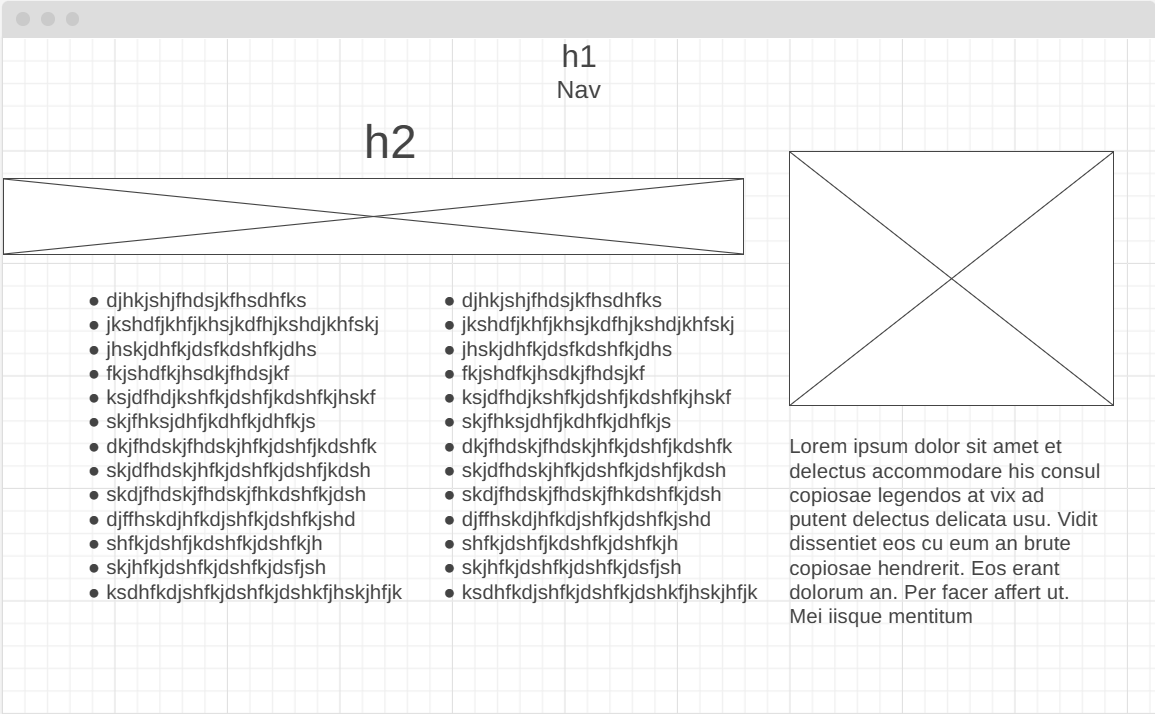 h1
Nav
h2
● djhkjshjfhdsjkfhsdhfks
● jkshdfjkhfjkhsjkdfhjkshdjkhfskj
● jhskjdhfkjdsfkdshfkjdhs
● fkjshdfkjhsdkjfhdsjkf
● ksjdfhdjkshfkjdshfjkdshfkjhskf
● skjfhksjdhfjkdhfkjdhfkjs
● dkjfhdskjfhdskjhfkjdshfjkdshfk
● skjdfhdskjhfkjdshfkjdshfjkdsh
● skdjfhdskjfhdskjfhkdshfkjdsh
● djffhskdjhfkdjshfkjdshfkjshd
● shfkjdshfjkdshfkjdshfkjh
● skjhfkjdshfkjdshfkjdsfjsh
● ksdhfkdjshfkjdshfkjdshkfjhskjhfjk
● djhkjshjfhdsjkfhsdhfks
● jkshdfjkhfjkhsjkdfhjkshdjkhfskj
● jhskjdhfkjdsfkdshfkjdhs
● fkjshdfkjhsdkjfhdsjkf
● ksjdfhdjkshfkjdshfjkdshfkjhskf
● skjfhksjdhfjkdhfkjdhfkjs
● dkjfhdskjfhdskjhfkjdshfjkdshfk
● skjdfhdskjhfkjdshfkjdshfjkdsh
● skdjfhdskjfhdskjfhkdshfkjdsh
● djffhskdjhfkdjshfkjdshfkjshd
● shfkjdshfjkdshfkjdshfkjh
● skjhfkjdshfkjdshfkjdsfjsh
● ksdhfkdjshfkjdshfkjdshkfjhskjhfjk
Lorem ipsum dolor sit amet et
delectus accommodare his consul
copiosae legendos at vix ad
putent delectus delicata usu. Vidit
dissentiet eos cu eum an brute
copiosae hendrerit. Eos erant
dolorum an. Per facer affert ut.
Mei iisque mentitum